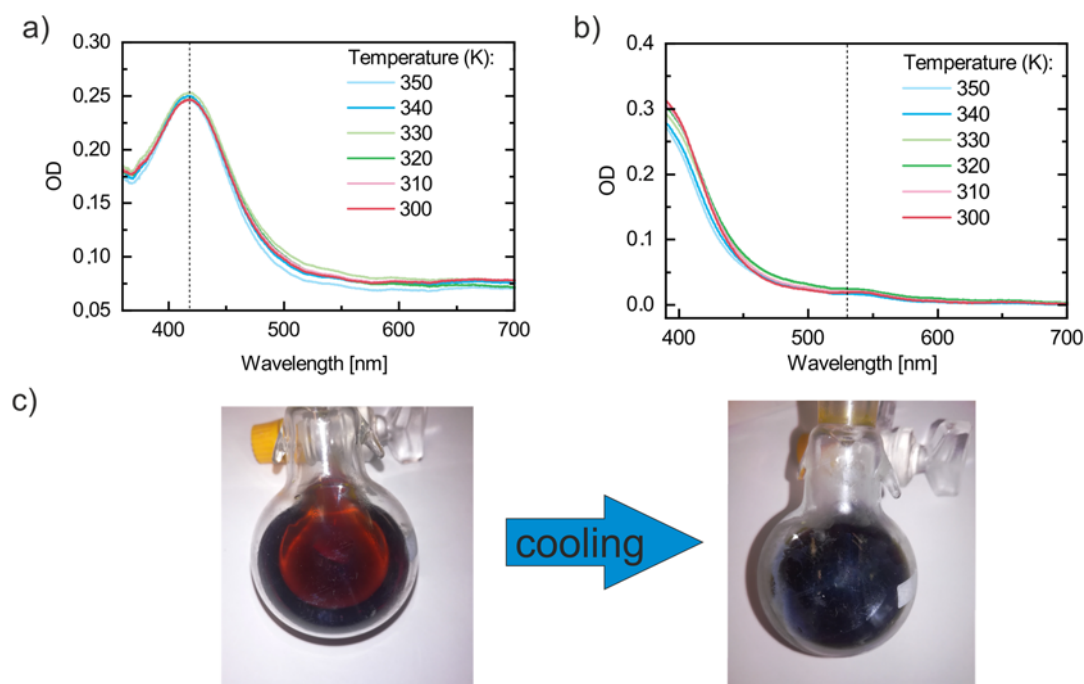 a)
0.30
0.25
0.20
0.15
0.10
0.05
OD
400 500 600 700
Wavelength [nm]
Temperature (K):
350
340
330
320
310
300
b)
0.4
0.3
0.2
0.1
0.0
OD
400 500 600 700
Wavelength [nm]
Temperature (K):
350
340
330
320
310
300
c)
cooling